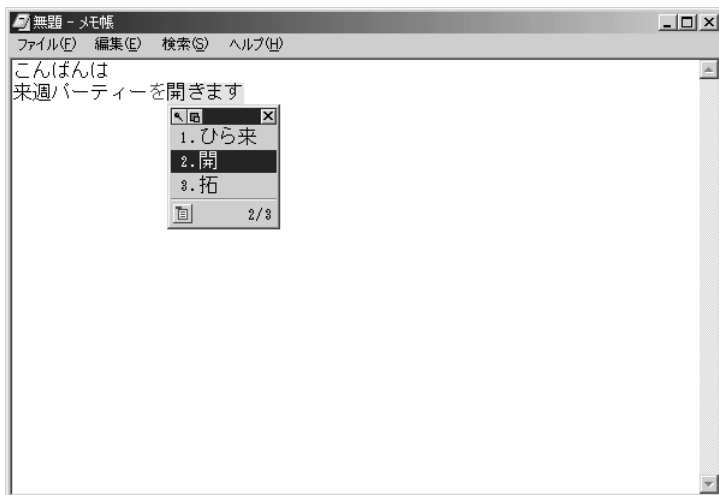 無題 - メモ帳
ファイル(F) 編集(E) 検索(S) ヘルプ(H)
こんばんは
来週パーティーを開きます
1.ひら来
2.開
3.拓
2/3